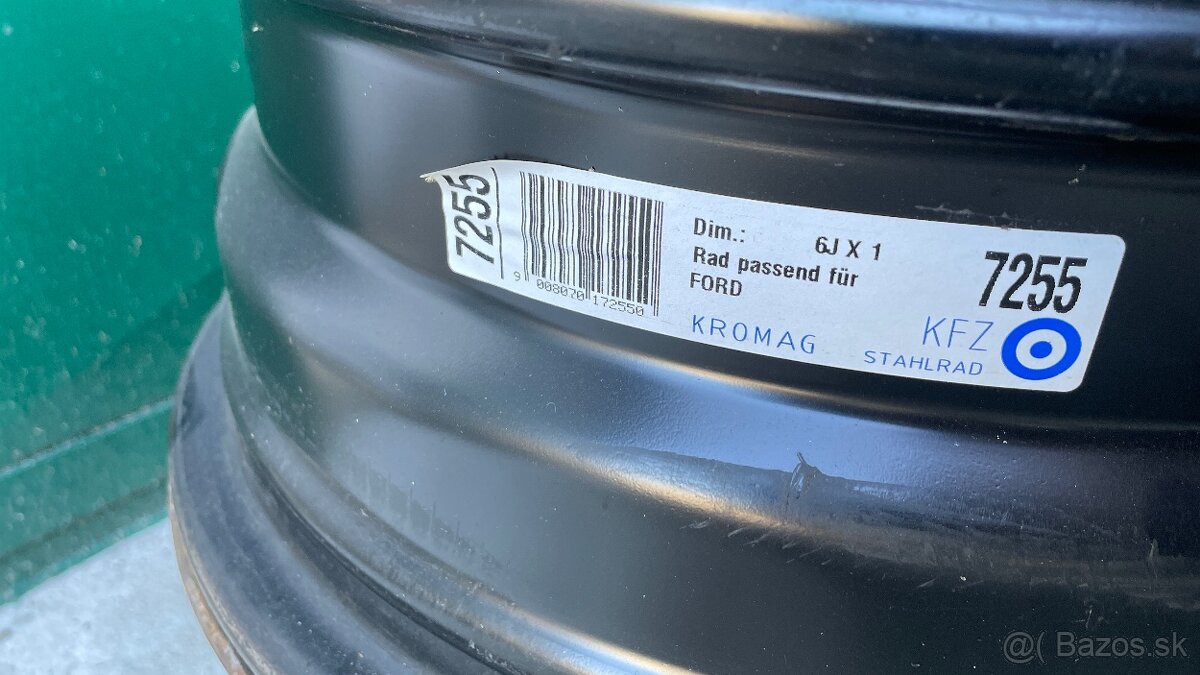 7255
9 008070 172550
Dim.: 6J X 1
Rad passend für
FORD
KROMAG
7255
KFZ
STAHLRAD
@( Bazos.sk